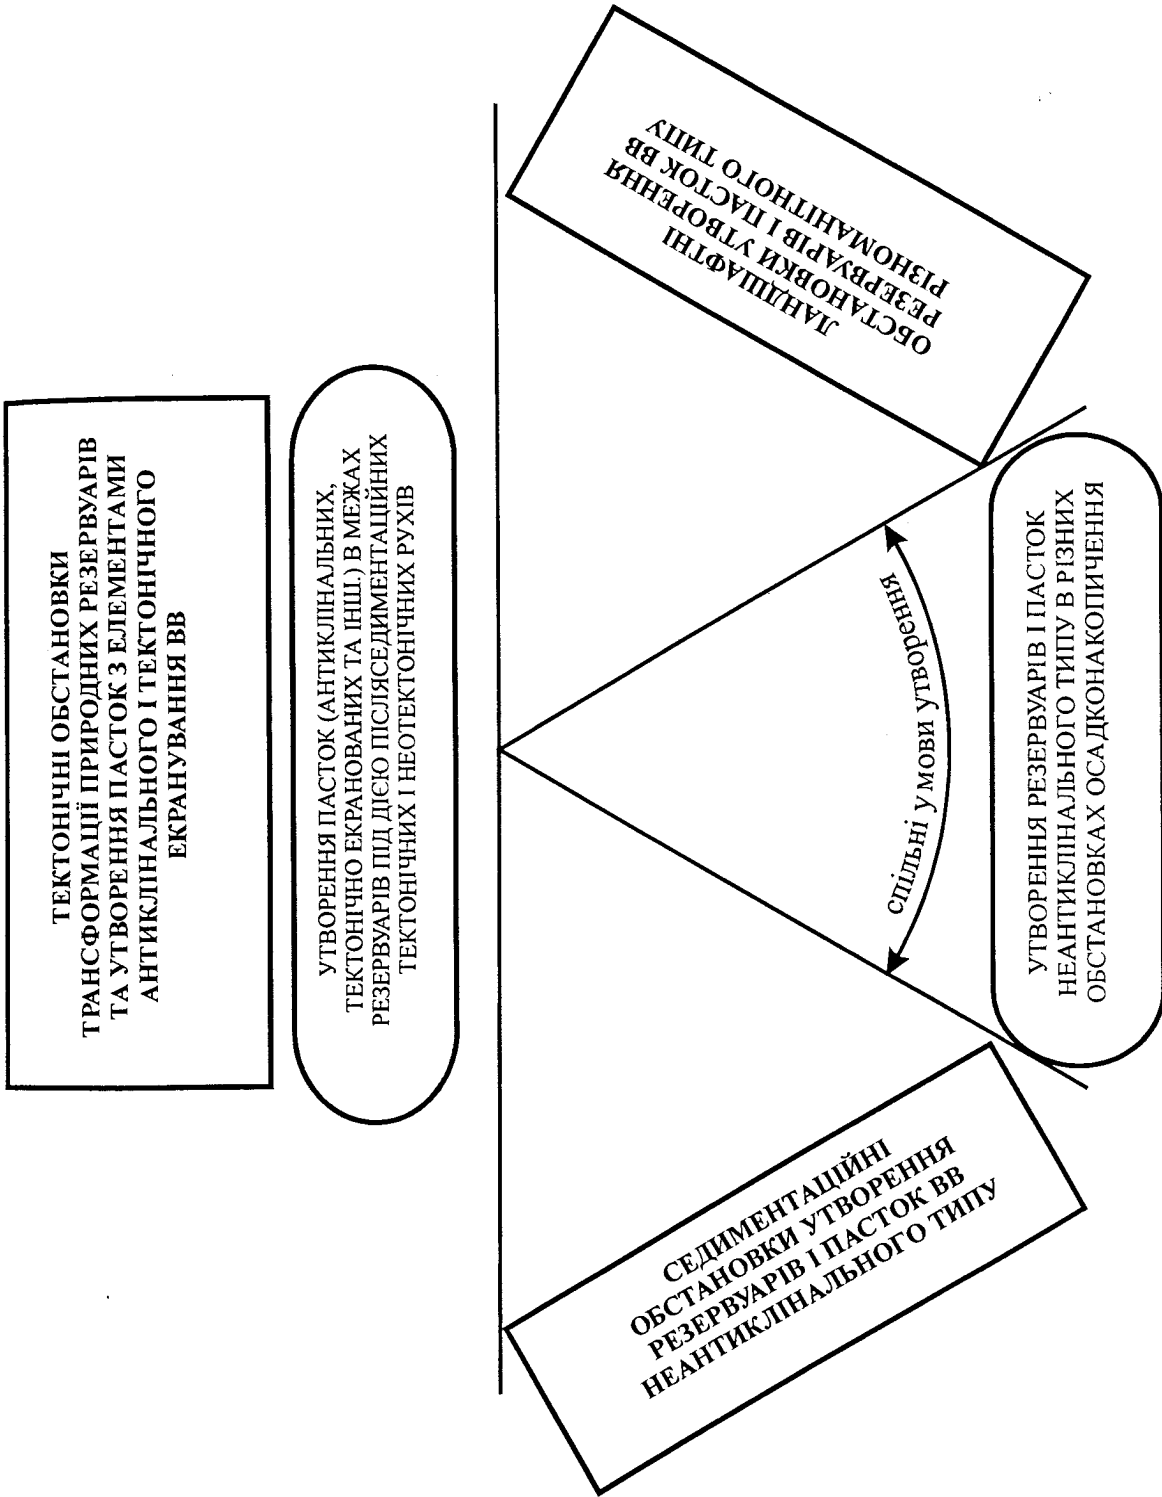 ТЕКТОНІЧНІ ОБСТАНОВКИ
ТРАНСФОРМАЦІЇ ПРИРОДНИХ РЕЗЕРВУАРІВ
ТА УТВОРЕННЯ ПАСТОК З ЕЛЕМЕНТАМИ
АНТИКЛІНАЛЬНОГО І ТЕКТОНІЧНОГО
ЕКРАНУВАННЯ ВВ
УТВОРЕННЯ ПАСТОК (АНТИКЛІНАЛЬНИХ,
ТЕКТОНІЧНО ЕКРАНОВАНИХ ТА ІНШ.) В МЕЖАХ
РЕЗЕРВУАРІВ ПІД ДІЄЮ ПІСЛЯСЕДИМЕНТАЦІЙНИХ
ТЕКТОНІЧНИХ І НЕОТЕКТОНІЧНИХ РУХІВ
СЕДИМЕНТАЦІЙНІ
ОБСТАНОВКИ УТВОРЕННЯ
РЕЗЕРВУАРІВ І ПАСТОК ВВ
НЕАНТИКЛІНАЛЬНОГО ТИПУ
спільні умови утворення
ЛАНДШАФТНІ
ОБСТАНОВКИ УТВОРЕННЯ
РЕЗЕРВУАРІВ І ПАСТОК ВВ
РІЗНОМАНІТНОГО ТИПУ
УТВОРЕННЯ РЕЗЕРВУАРІВ І ПАСТОК
НЕАНТИКЛІНАЛЬНОГО ТИПУ В РІЗНИХ
ОБСТАНОВКАХ ОСАДКОНАКОПИЧЕННЯ